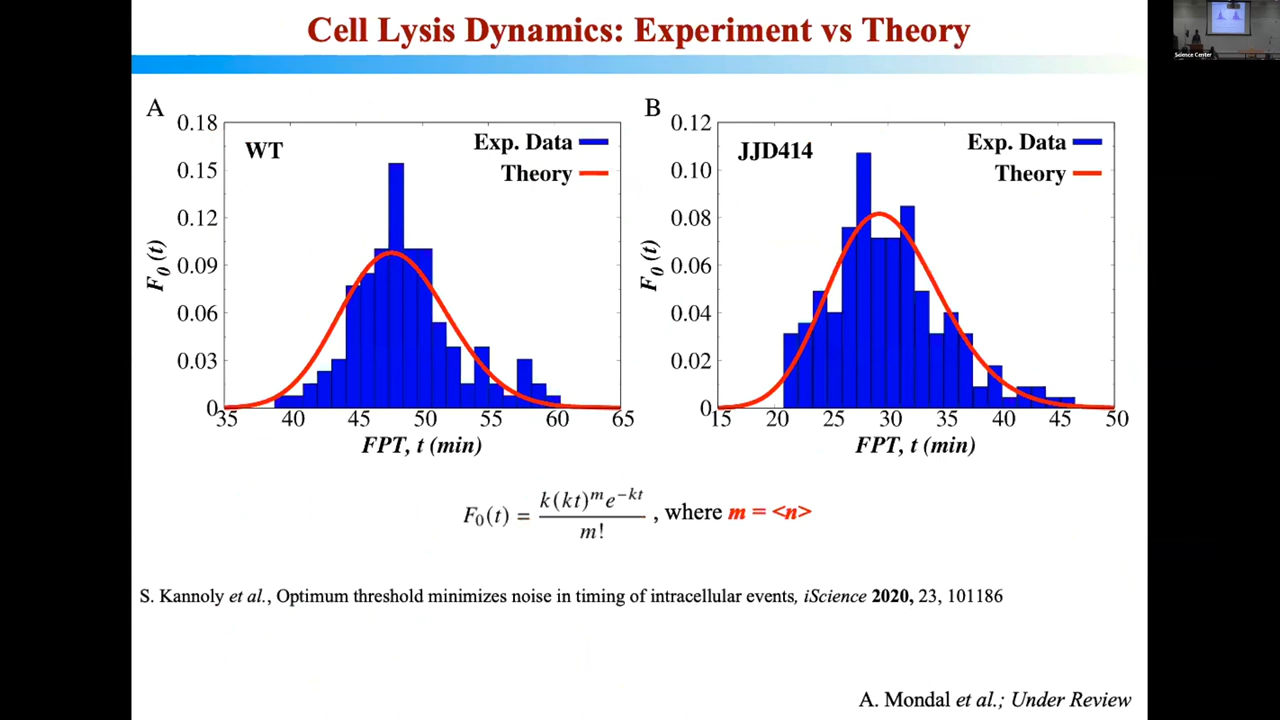 Cell Lysis Dynamics: Experiment vs Theory
Science Center
A
0.18
0.15
0.12
0.09
0.06
0.03
0
F0 (t)
WT
Exp. Data
Theory
35 40 45 50 55 60 65
FPT, t (min)
B
0.12
0.10
0.08
0.06
0.04
0.02
0
F0 (t)
JJD414
Exp. Data
Theory
15 20 25 30 35 40 45 50
FPT, t (min)
F0(t) = k(kt)^m e^−kt / m! , where m = <n>
S. Kannoly et al., Optimum threshold minimizes noise in timing of intracellular events, iScience 2020, 23, 101186
A. Mondal et al.; Under Review